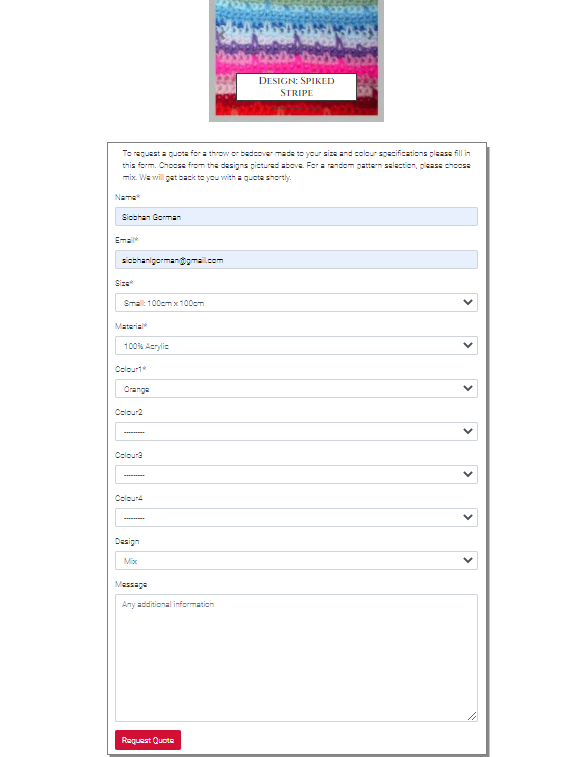 DESIGN: SPIKED
STRIPE
To request a quote for a throw or bedcover made to your size and colour specifications please fill in
this form. Choose from the designs pictured above. For a random pattern selection, please choose
mix. We will get back to you with a quote shortly.
Name*
Siobhan Gorman
Email*
siobhanlgorman@gmail.com
Size*
Small: 100cm x 100cm
Material*
100% Acrylic
Colour1*
Orange
Colour2
---------
Colour3
---------
Colour4
---------
Design
Mix
Message
Any additional information
Request Quote